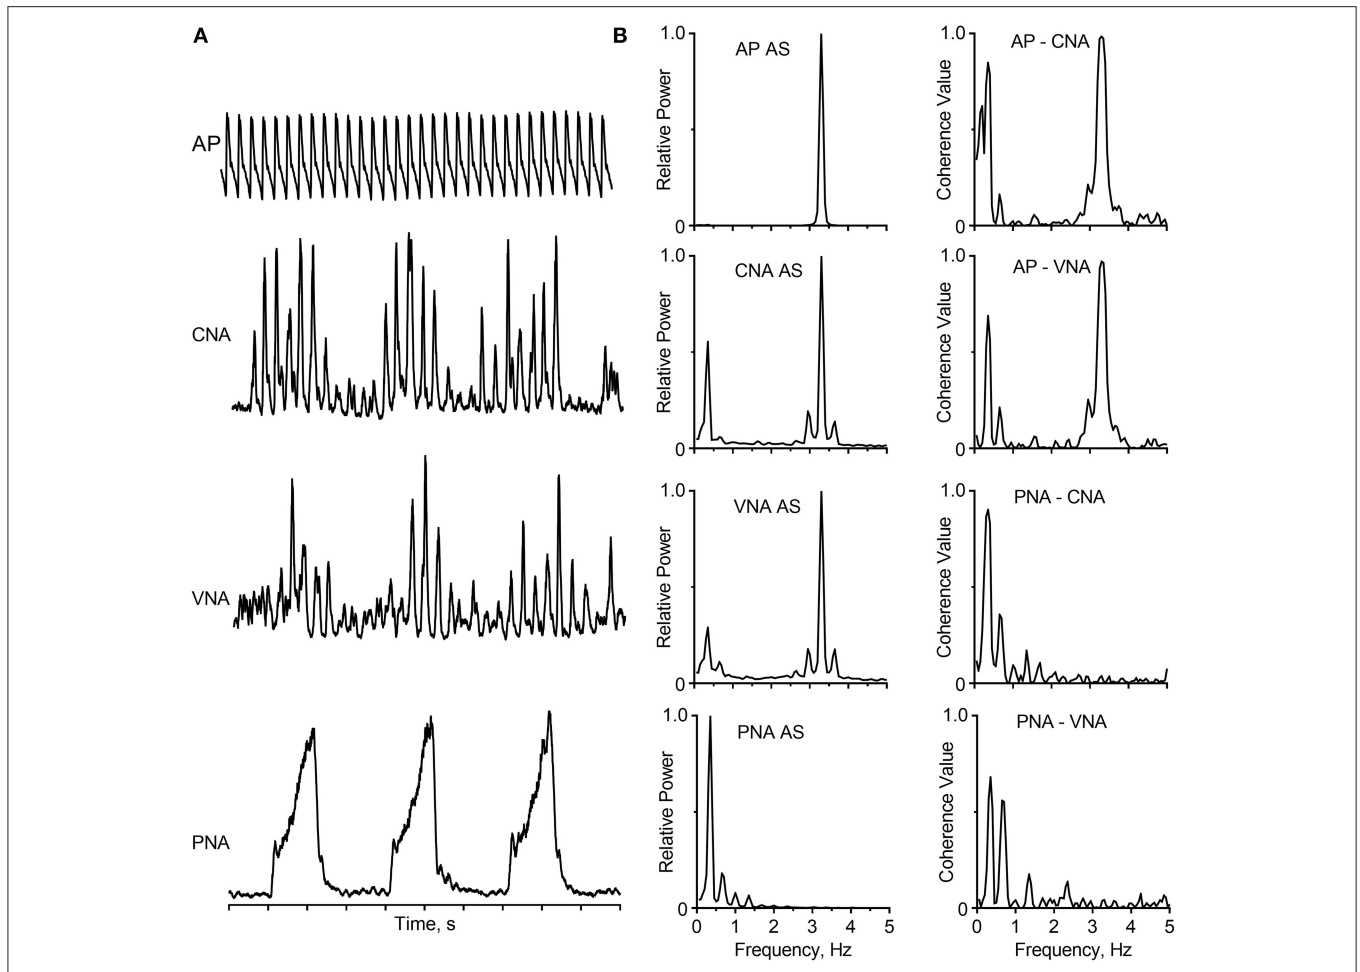 A
AP
CNA
VNA
PNA
Time, s
B
1.0
AP AS
Relative Power
0
1.0
AP - CNA
Coherence Value
0
1.0
CNA AS
Relative Power
0
1.0
AP - VNA
Coherence Value
0
1.0
VNA AS
Relative Power
0
1.0
PNA - CNA
Coherence Value
0
1.0
PNA AS
Relative Power
0
0 1 2 3 4 5
Frequency, Hz
1.0
PNA - VNA
Coherence Value
0
0 1 2 3 4 5
Frequency, Hz